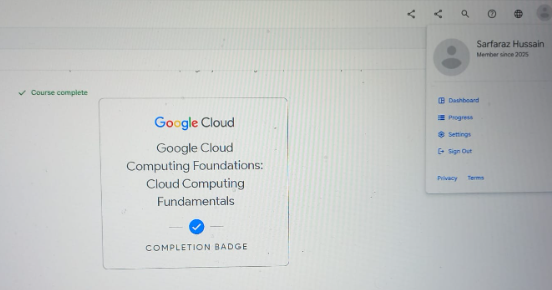 Sarfaraz Hussain
Member since 2025
Dashboard
Progress
Settings
Sign Out
Privacy Terms
Course complete
Google Cloud
Google Cloud
Computing Foundations:
Cloud Computing
Fundamentals
COMPLETION BADGE